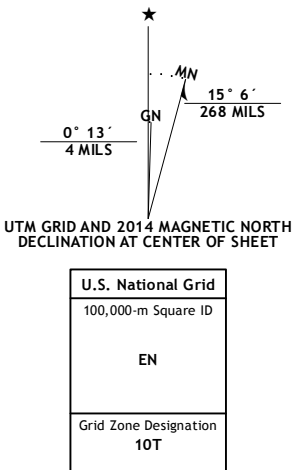 MN
GN
15° 6´
268 MILS
0° 13´
4 MILS
UTM GRID AND 2014 MAGNETIC NORTH
DECLINATION AT CENTER OF SHEET
U.S. National Grid
100,000-m Square ID
EN
Grid Zone Designation
10T